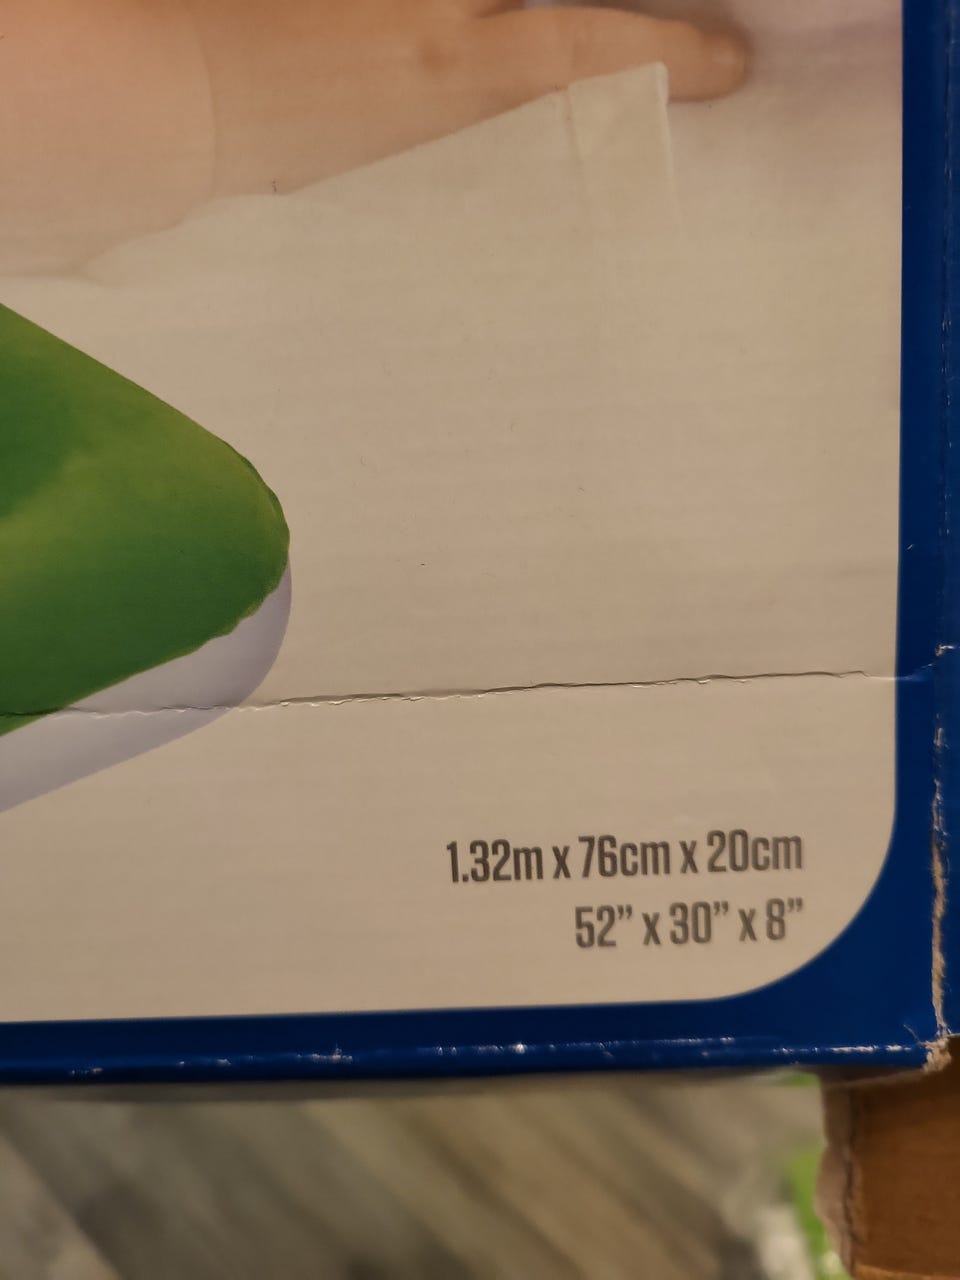 1.32m x 76cm x 20cm
52” x 30” x 8”